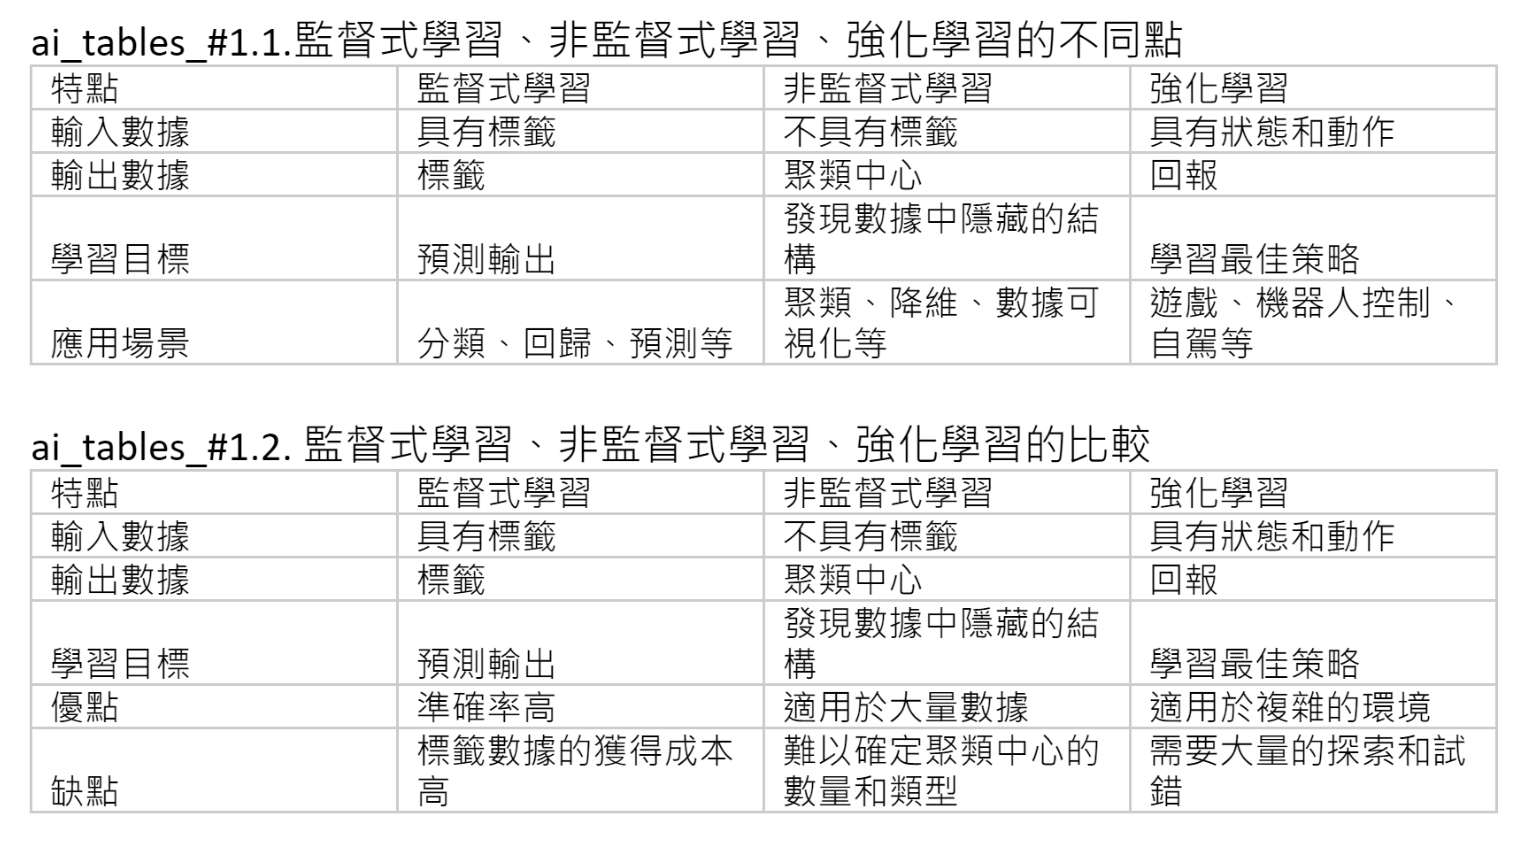 ai_tables_#1.1.監督式學習、非監督式學習、強化學習的不同點
特點 監督式學習 非監督式學習 強化學習
輸入數據 具有標籤 不具有標籤 具有狀態和動作
輸出數據 標籤 聚類中心 回報
發現數據中隱藏的結
學習目標 預測輸出 構 學習最佳策略
聚類、降維、數據可 遊戲、機器人控制、
應用場景 分類、回歸、預測等 視化等 自駕等
ai_tables_#1.2. 監督式學習、非監督式學習、強化學習的比較
特點 監督式學習 非監督式學習 強化學習
輸入數據 具有標籤 不具有標籤 具有狀態和動作
輸出數據 標籤 聚類中心 回報
發現數據中隱藏的結
學習目標 預測輸出 構 學習最佳策略
優點 準確率高 適用於大量數據 適用於複雜的環境
標籤數據的獲得成本 難以確定聚類中心的 需要大量的探索和試
缺點 高 數量和類型 錯